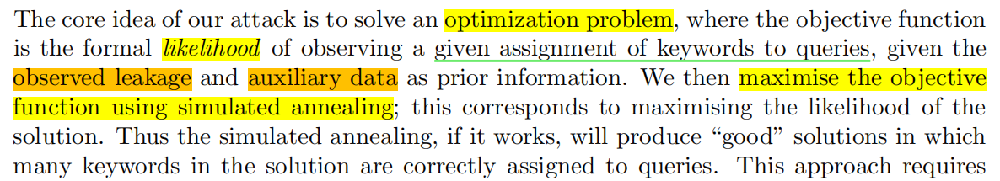 The core idea of our attack is to solve an optimization problem, where the objective function
is the formal likelihood of observing a given assignment of keywords to queries, given the
observed leakage and auxiliary data as prior information. We then maximise the objective
function using simulated annealing; this corresponds to maximising the likelihood of the
solution. Thus the simulated annealing, if it works, will produce “good” solutions in which
many keywords in the solution are correctly assigned to queries. This approach requires